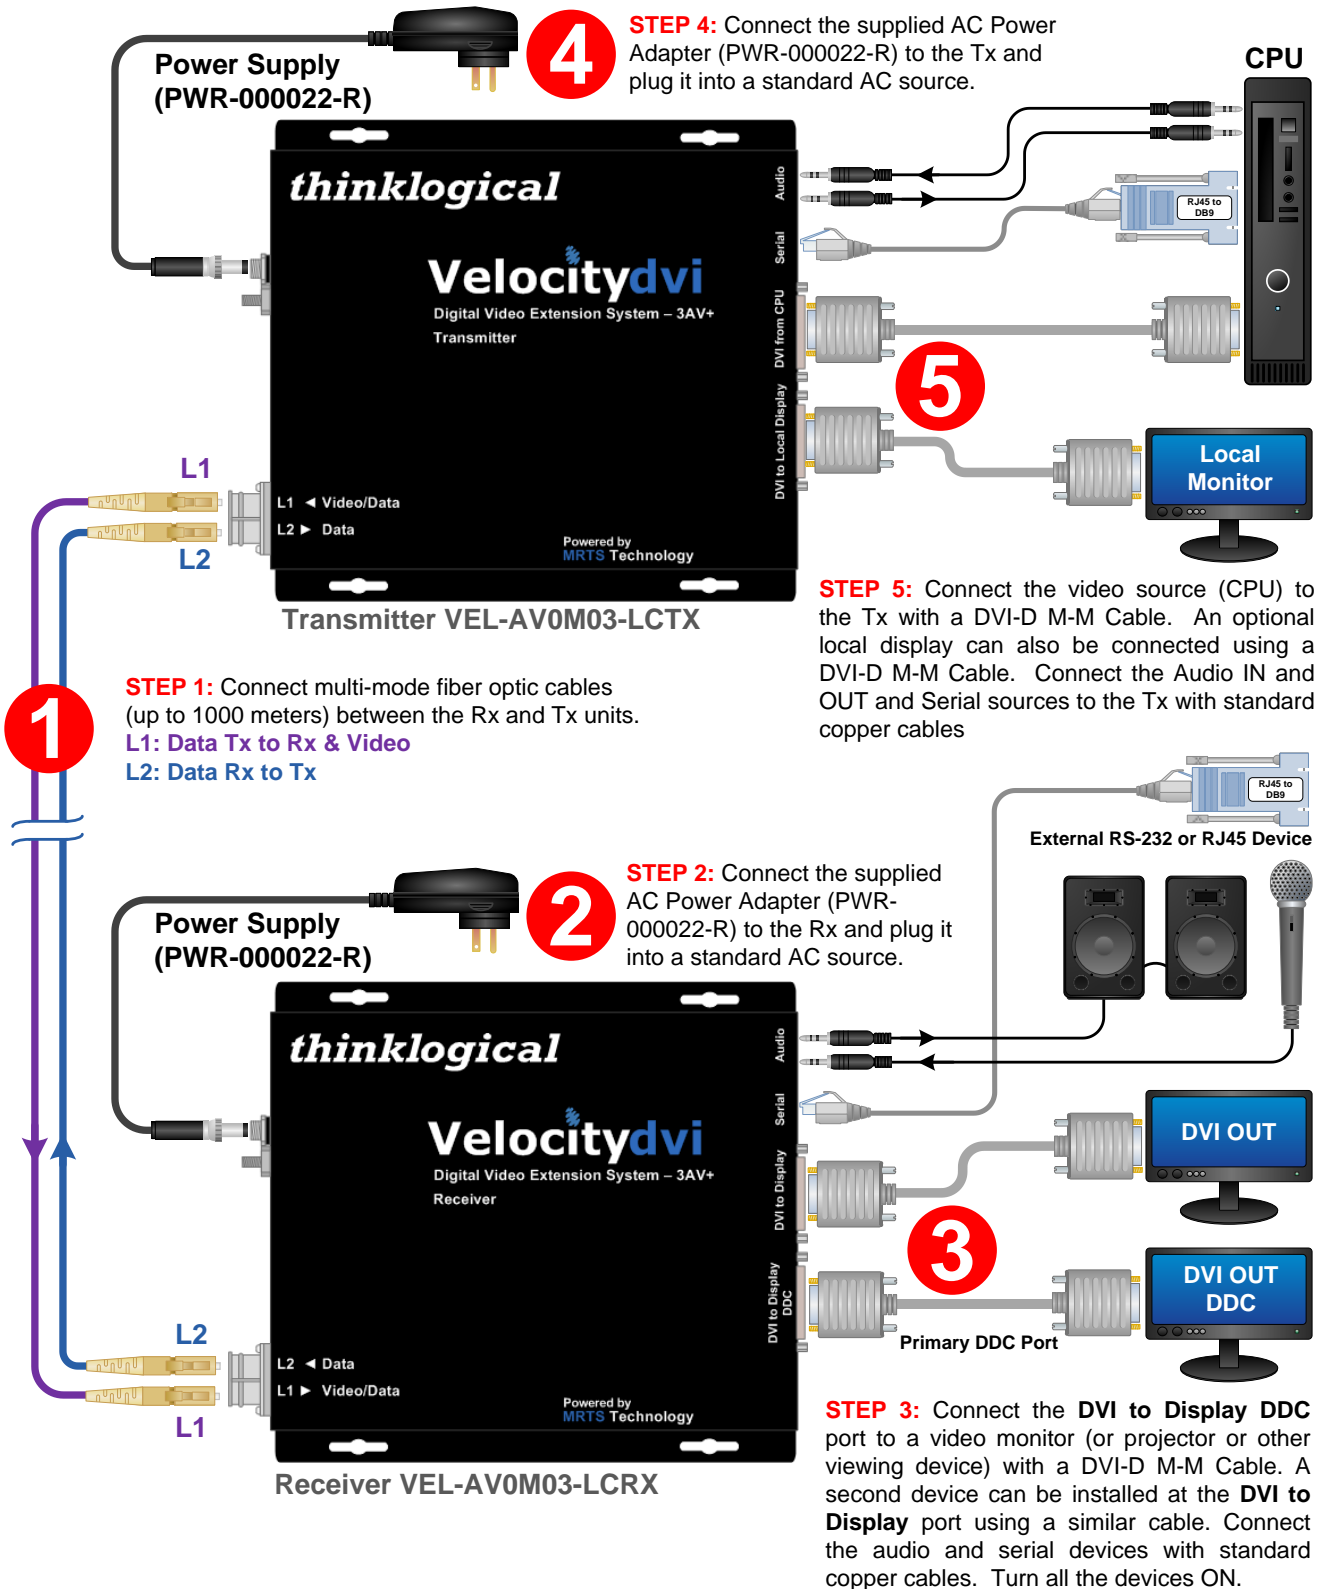 Power Supply
(PWR-000022-R)
4
STEP 4: Connect the supplied AC Power
Adapter (PWR-000022-R) to the Tx and
plug it into a standard AC source.
CPU
thinklogical
Velocitydvi
Digital Video Extension System – 3AV+
Transmitter
Audio
Serial
DVI from CPU
DVI to Local Display
RJ45 to
DB9
5
Local
Monitor
L1
L2
L1 ◄ Video/Data
L2 ► Data
Powered by
MRTS Technology
Transmitter VEL-AV0M03-LCTX
STEP 5: Connect the video source (CPU) to
the Tx with a DVI-D M-M Cable. An optional
local display can also be connected using a
DVI-D M-M Cable. Connect the Audio IN and
OUT and Serial sources to the Tx with standard
copper cables
1
STEP 1: Connect multi-mode fiber optic cables
(up to 1000 meters) between the Rx and Tx units.
L1: Data Tx to Rx & Video
L2: Data Rx to Tx
RJ45 to
DB9
External RS-232 or RJ45 Device
Power Supply
(PWR-000022-R)
2
STEP 2: Connect the supplied
AC Power Adapter (PWR-
000022-R) to the Rx and plug it
into a standard AC source.
thinklogical
Velocitydvi
Digital Video Extension System – 3AV+
Receiver
Audio
Serial
DVI to Display
DVI to Display
DDC
3
DVI OUT
DVI OUT
DDC
Primary DDC Port
L2
L1
L2 ◄ Data
L1 ► Video/Data
Powered by
MRTS Technology
Receiver VEL-AV0M03-LCRX
STEP 3: Connect the DVI to Display DDC
port to a video monitor (or projector or other
viewing device) with a DVI-D M-M Cable. A
second device can be installed at the DVI to
Display port using a similar cable. Connect
the audio and serial devices with standard
copper cables. Turn all the devices ON.